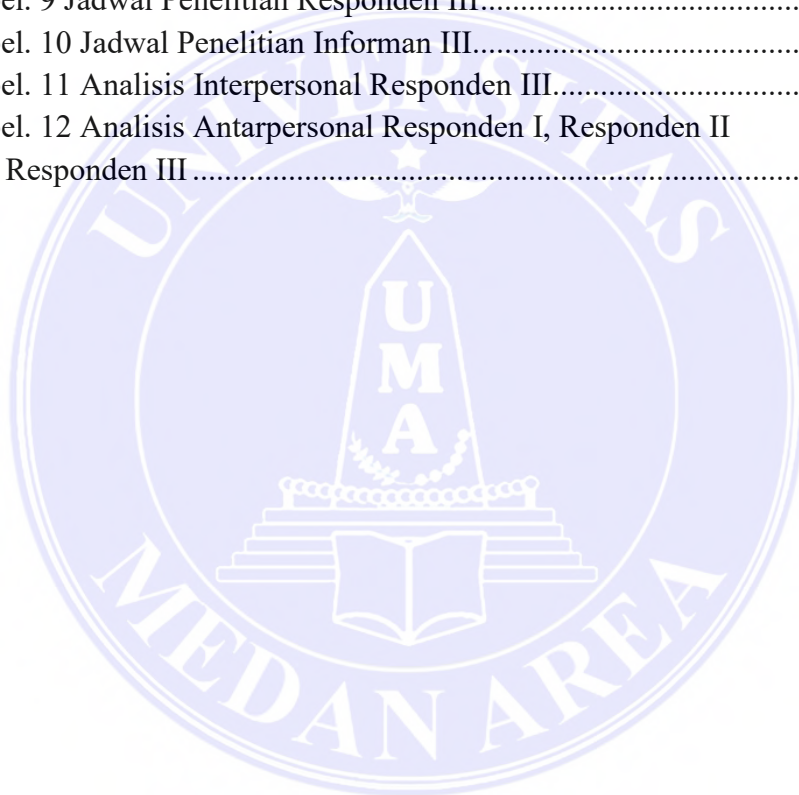 el. 9 Jadwal Penelitian Responden III..............................................
el. 10 Jadwal Penelitian Informan III..............................................
el. 11 Analisis Interpersonal Responden III....................................
el. 12 Analisis Antarpersonal Responden I, Responden II
Responden III.................................................................................
UNIVERSITAS
UMA
MEDAN AREA